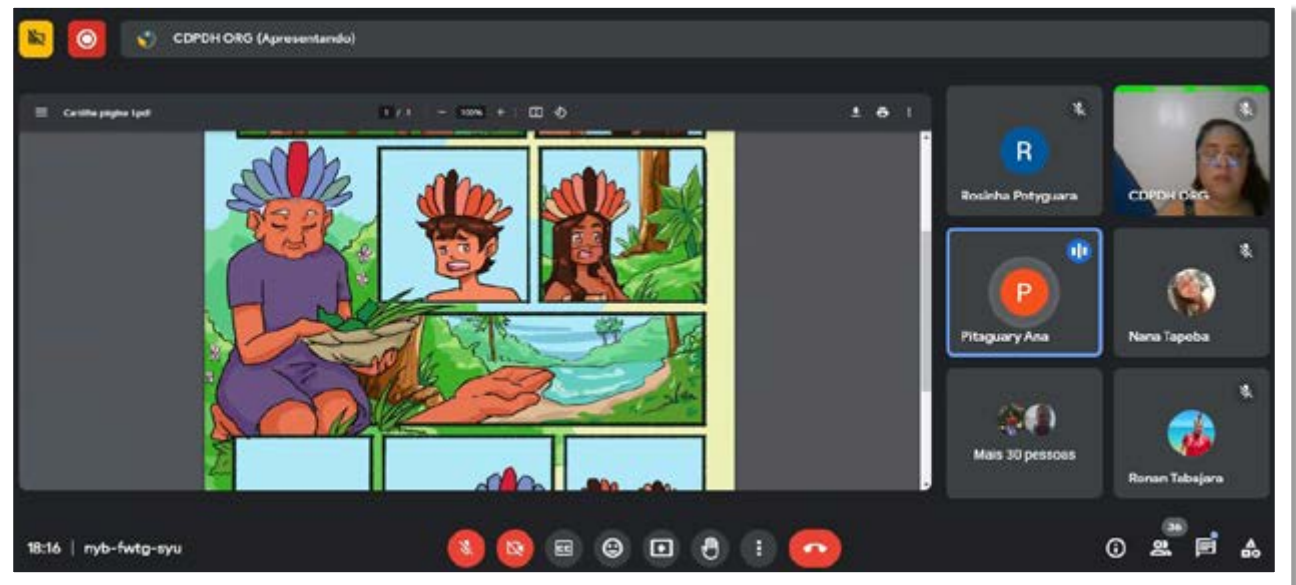 CDPDH ORG (Apresentando)
Cartilha página 1.pdf
1 / 1 − 100% +
R
Rosinha Potyguara
CDPDH ORG
P
Pitaguary Ana
Nana Tapeba
Mais 30 pessoas
Ronan Tabajara
18:16 | nyb-fwtg-syu
CC
36